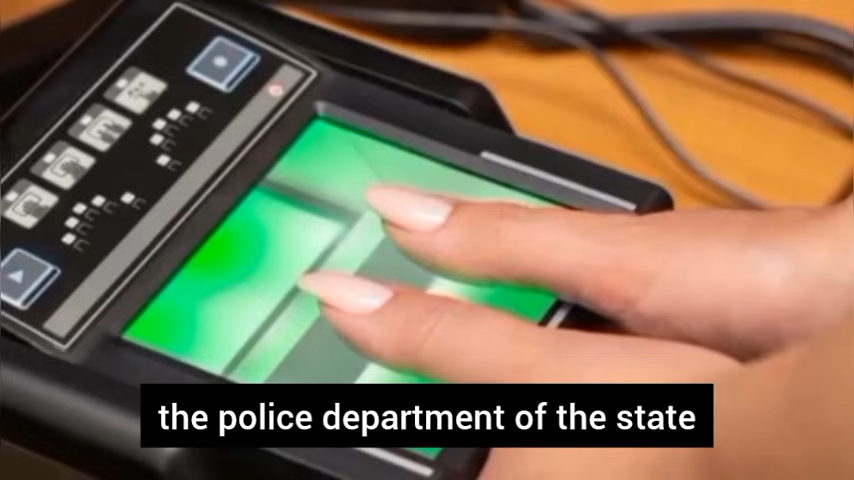 the police department of the state